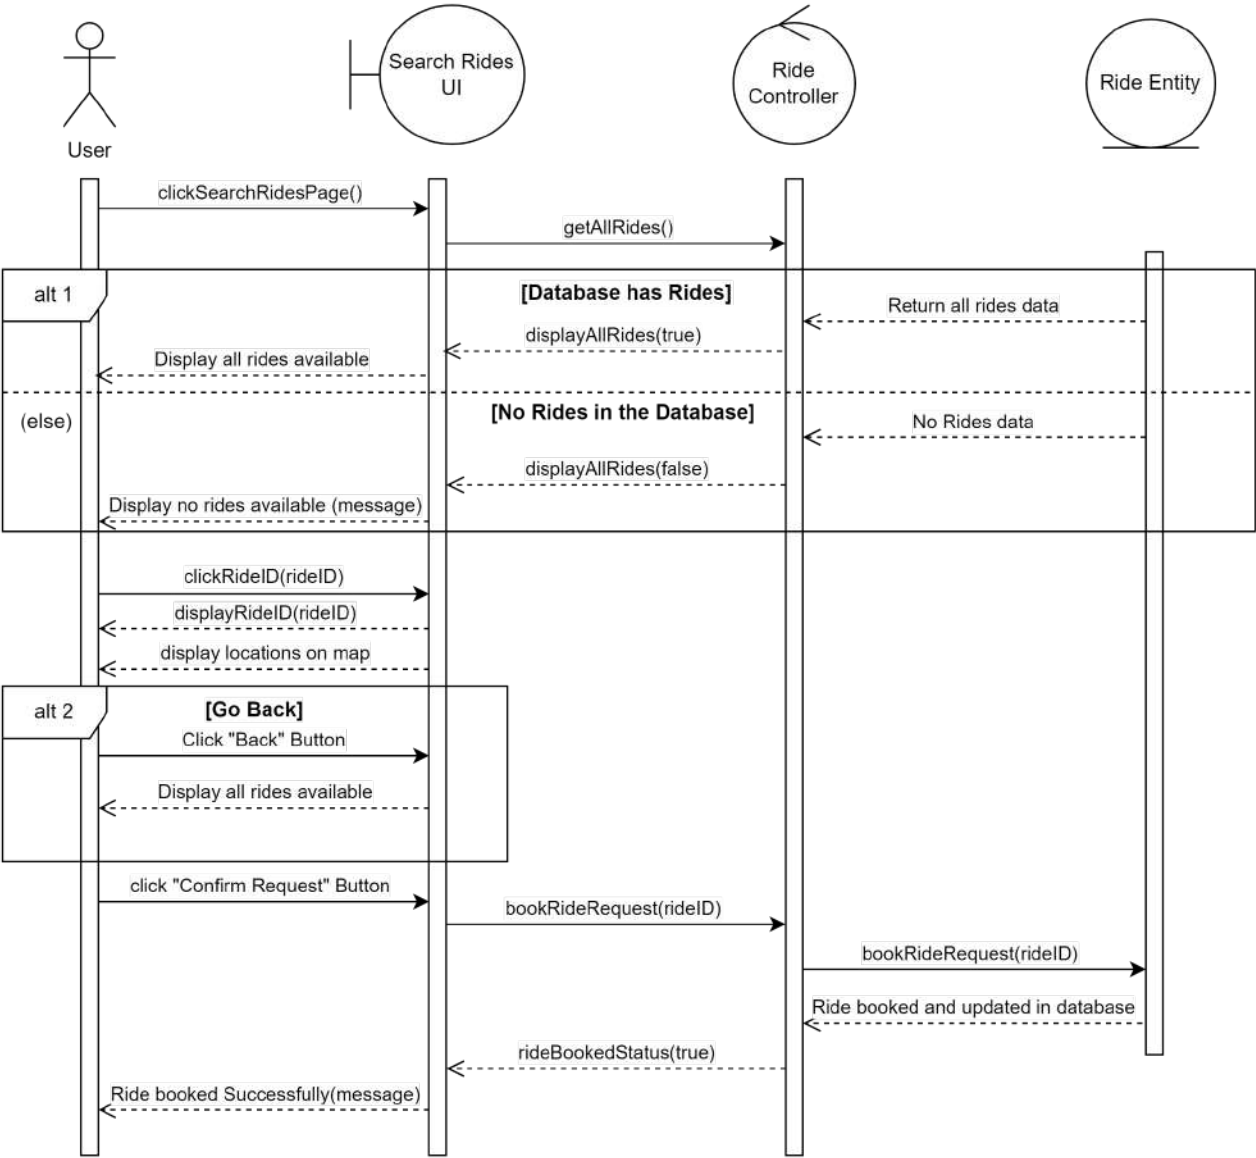 Search Rides
UI
Ride
Controller
Ride Entity
User
clickSearchRidesPage()
getAllRides()
alt 1
[Database has Rides]
Return all rides data
displayAllRides(true)
Display all rides available
(else)
[No Rides in the Database]
No Rides data
displayAllRides(false)
Display no rides available (message)
clickRideID(rideID)
displayRideID(rideID)
display locations on map
alt 2
[Go Back]
Click "Back" Button
Display all rides available
click "Confirm Request" Button
bookRideRequest(rideID)
bookRideRequest(rideID)
Ride booked and updated in database
rideBookedStatus(true)
Ride booked Successfully(message)